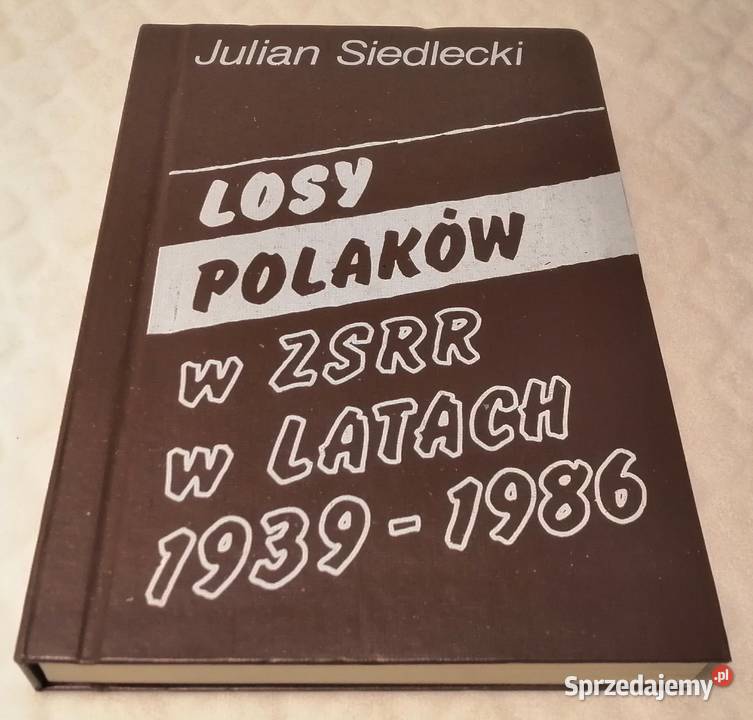 Julian Siedlecki
LOSY
POLAKÓW
W ZSRR
W LATACH
1939-1986
Sprzedajemy.pl